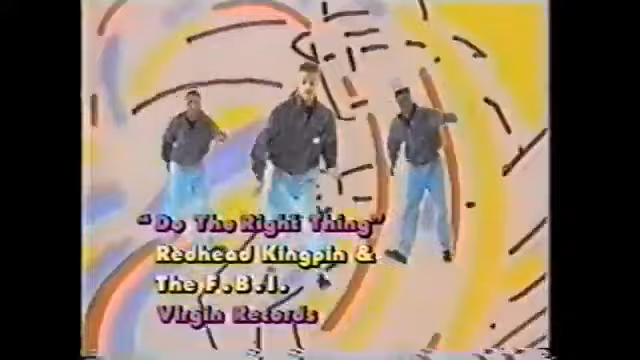 "Do The Right Thing"
Redhead Kingpin &
The F.B.I.
Virgin Records